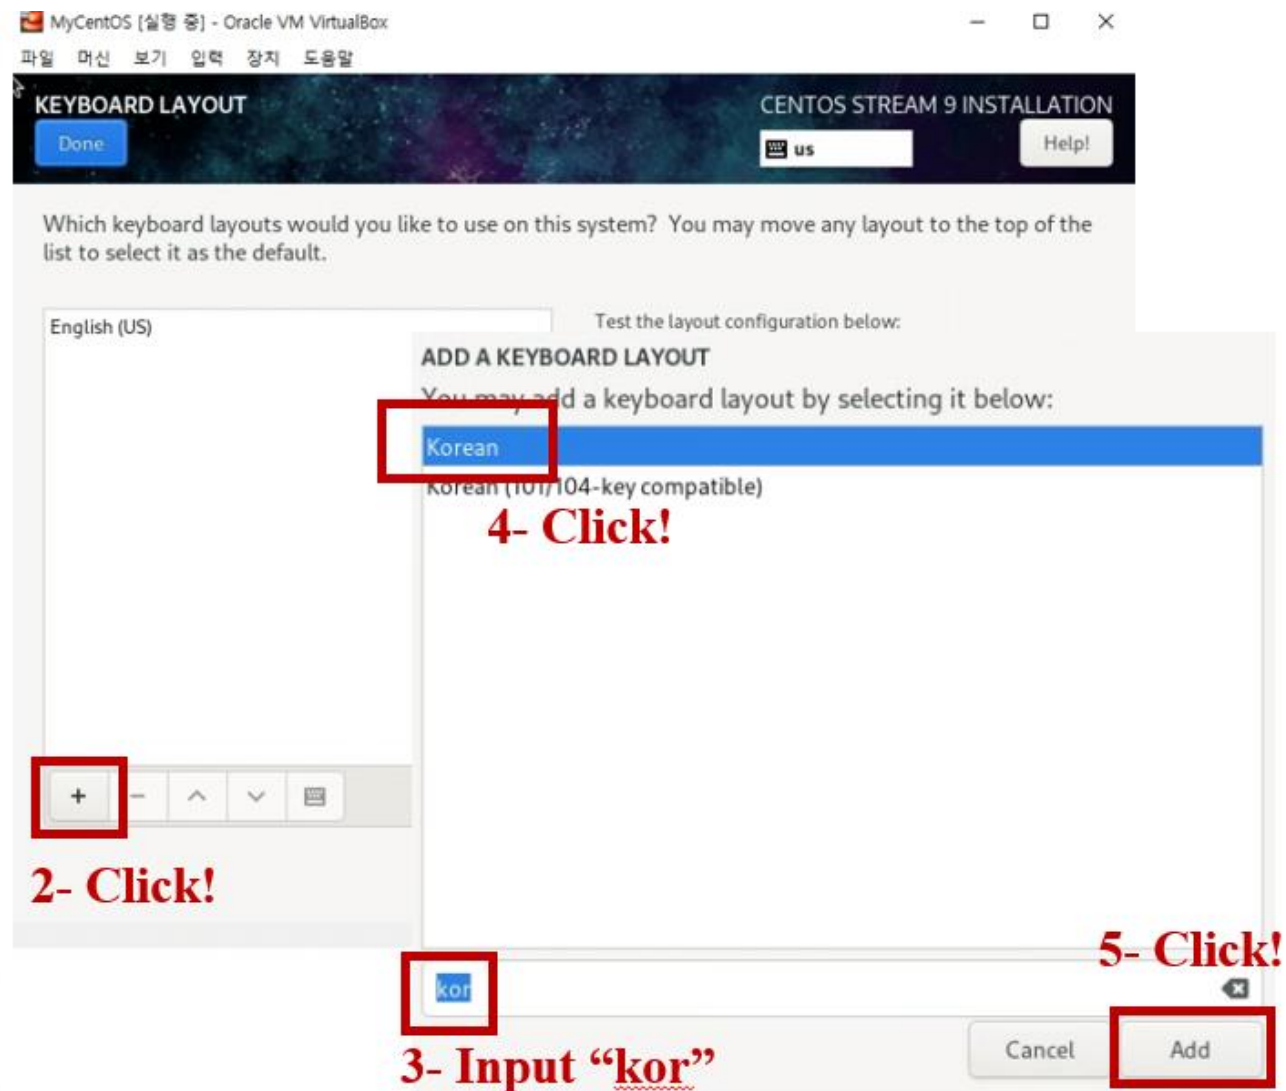 MyCentOS [실행 중] - Oracle VM VirtualBox
파일 머신 보기 입력 장치 도움말
KEYBOARD LAYOUT
CENTOS STREAM 9 INSTALLATION
Done
us
Help!
Which keyboard layouts would you like to use on this system? You may move any layout to the top of the
list to select it as the default.
English (US)
Test the layout configuration below:
ADD A KEYBOARD LAYOUT
You may add a keyboard layout by selecting it below:
Korean
Korean (101/104-key compatible)
4- Click!
+ −
2- Click!
5- Click!
kor
Cancel
Add
3- Input “kor”